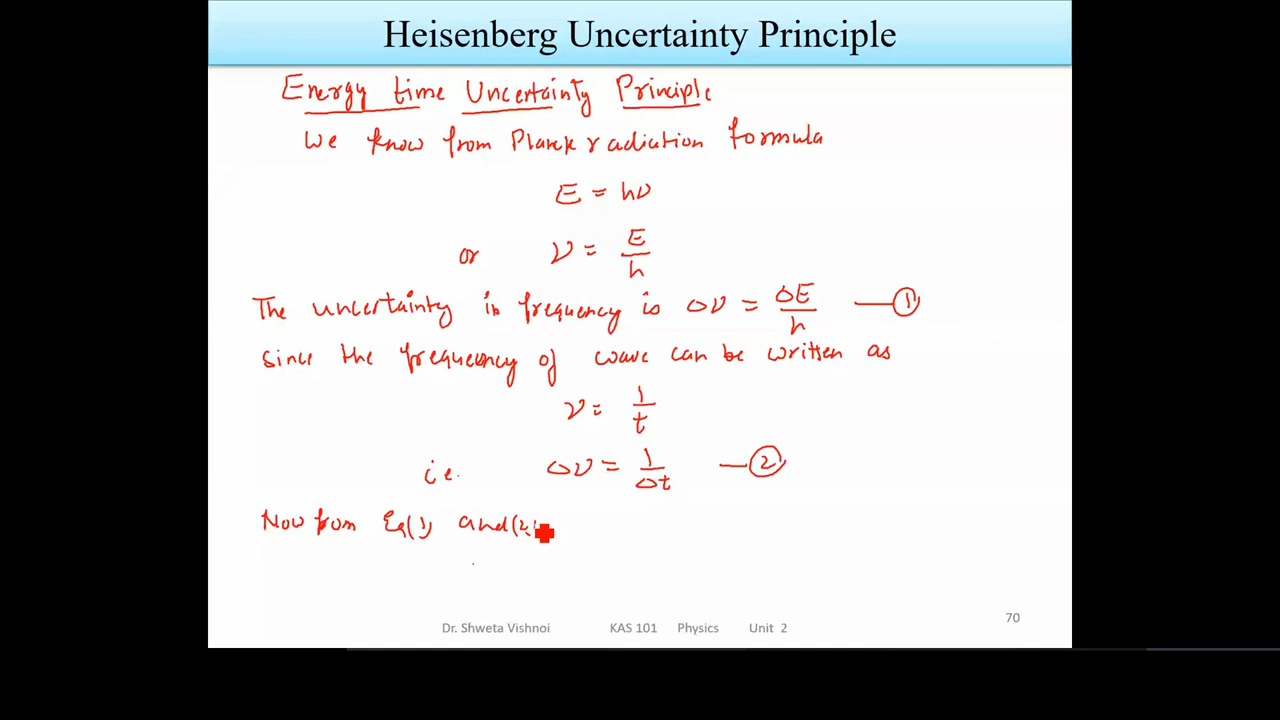 Heisenberg Uncertainty Principle
Energy time Uncertainty Principle
We know from Planck radiation formula
E = hν
or ν = E/h
The uncertainty in frequency is Δν = ΔE/h —①
Since the frequency of wave can be written as
ν = 1/t
i.e. Δν = 1/Δt —②
Now from Eq(1) and(2)
70
Dr. Shweta Vishnoi KAS 101 Physics Unit 2